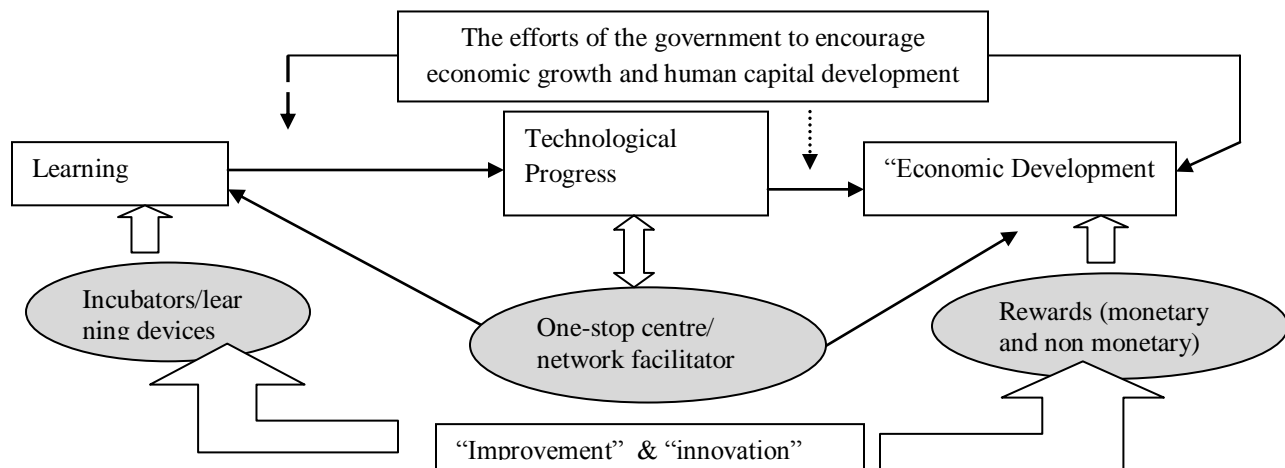 The efforts of the government to encourage
economic growth and human capital development
Learning
Technological
Progress
“Economic Development
Incubators/lear
ning devices
One-stop centre/
network facilitator
Rewards (monetary
and non monetary)
“Improvement” & “innovation”